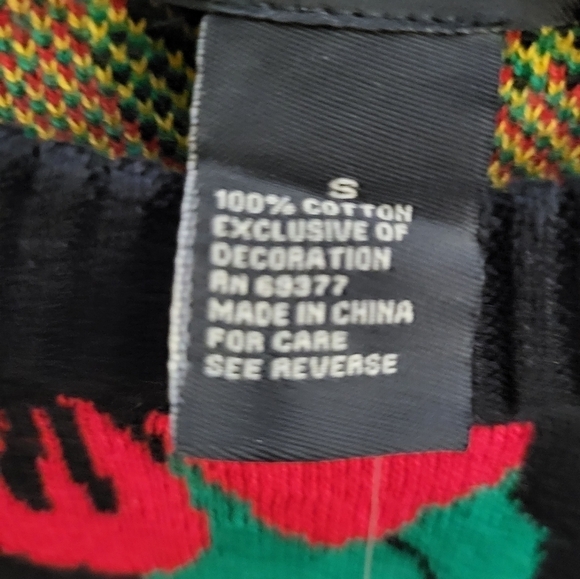 S
100% COTTON
EXCLUSIVE OF
DECORATION
RN 69377
MADE IN CHINA
FOR CARE
SEE REVERSE